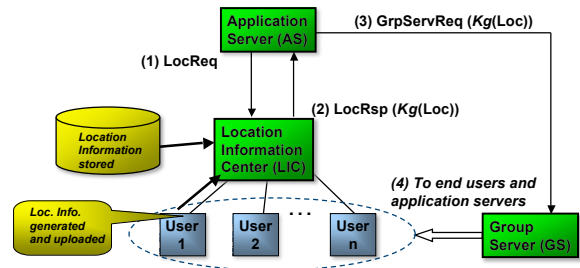 Application
Server (AS)
(3) GrpServReq (Kg(Loc))
(1) LocReq
(2) LocRsp (Kg(Loc))
Location
Information
stored
Location
Information
Center (LIC)
(4) To end users and
application servers
Loc. Info.
generated
and uploaded
User
1
User
2
. . .
User
n
Group
Server (GS)